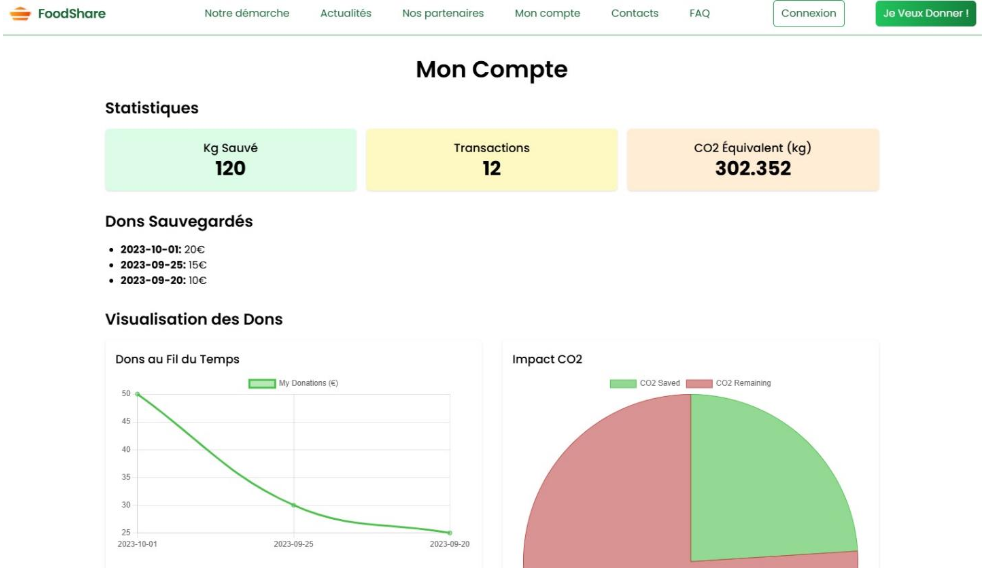 FoodShare Notre démarche Actualités Nos partenaires Mon compte Contacts FAQ Connexion Je Veux Donner !
Mon Compte
Statistiques
Kg Sauvé Transactions CO2 Équivalent (kg)
120 12 302.352
Dons Sauvegardés
2023-10-01: 20€
2023-09-25: 15€
2023-09-20: 10€
Visualisation des Dons
Dons au Fil du Temps
My Donations (€)
50
45
40
35
30
25
2023-10-01 2023-09-25 2023-09-20
Impact CO2
CO2 Saved CO2 Remaining